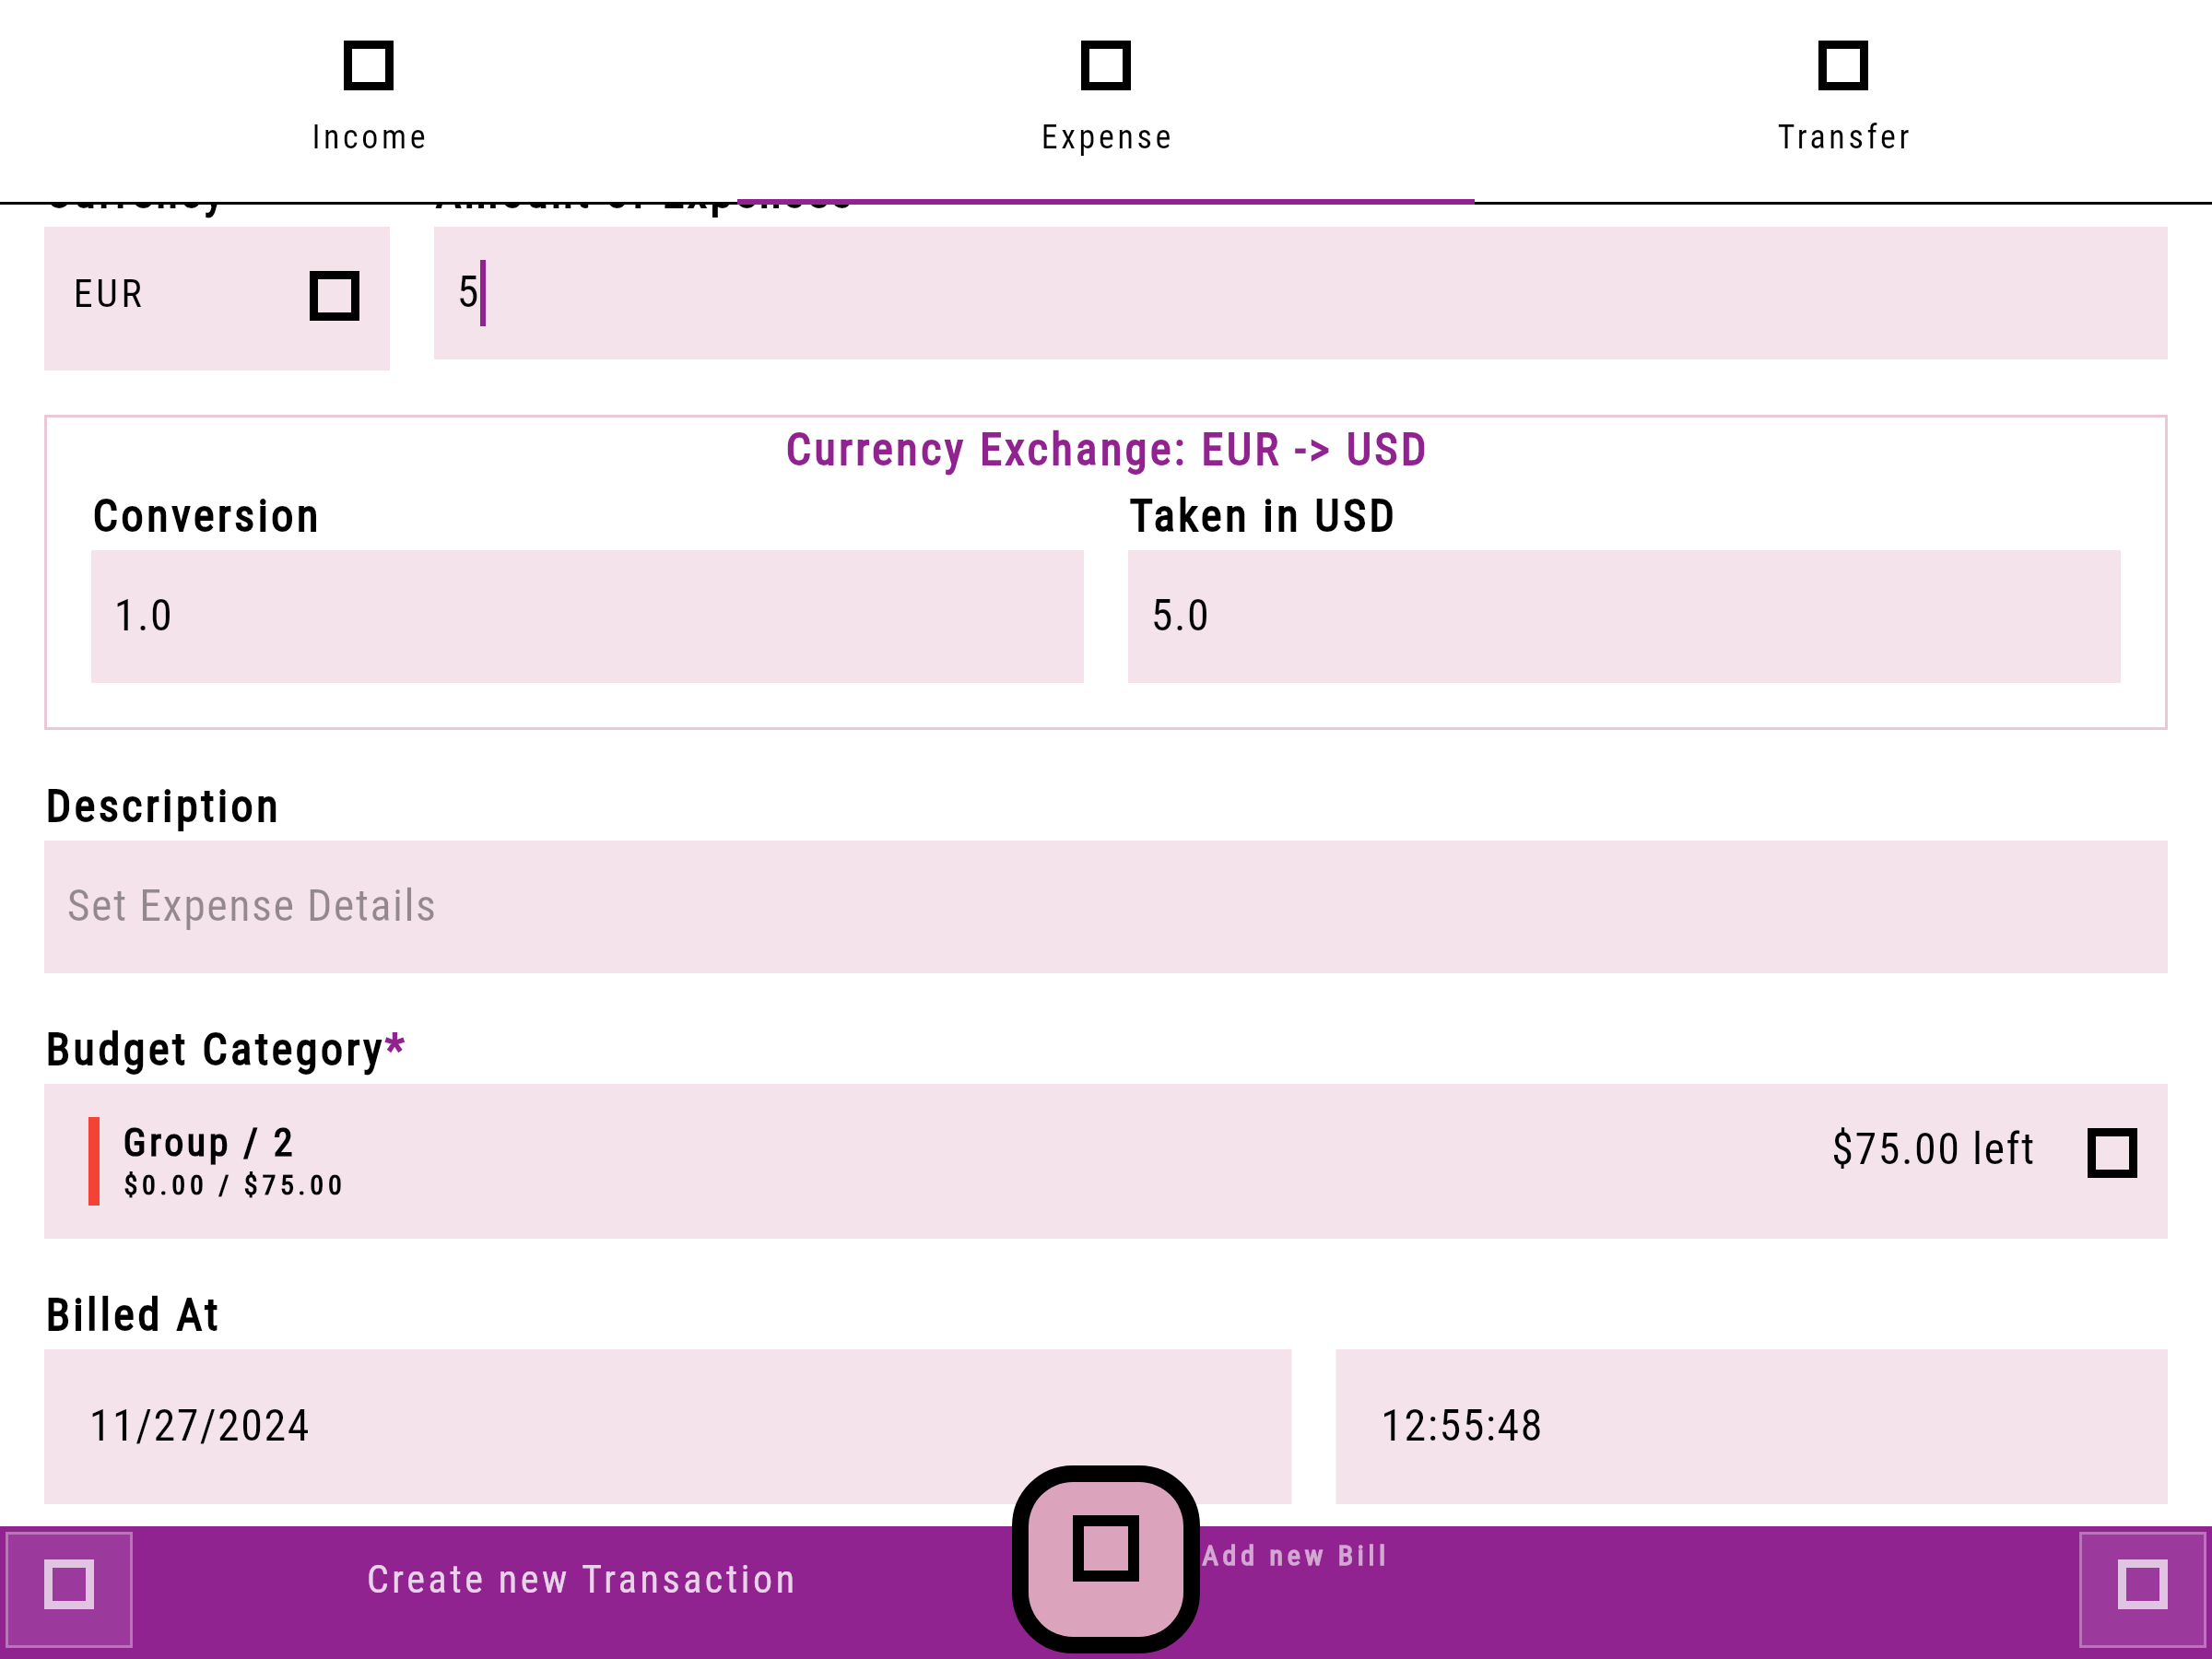 Income Expense Transfer
EUR 5
Currency Exchange: EUR -> USD
Conversion Taken in USD
1.0 5.0
Description
Set Expense Details
Budget Category*
Group / 2
$0.00 / $75.00
$75.00 left
Billed At
11/27/2024 12:55:48
Create new Transaction
Add new Bill